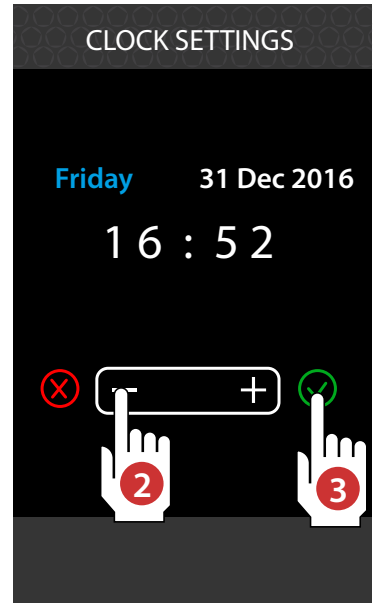 CLOCK SETTINGS
Friday 31 Dec 2016
16 : 52
- +
2 3